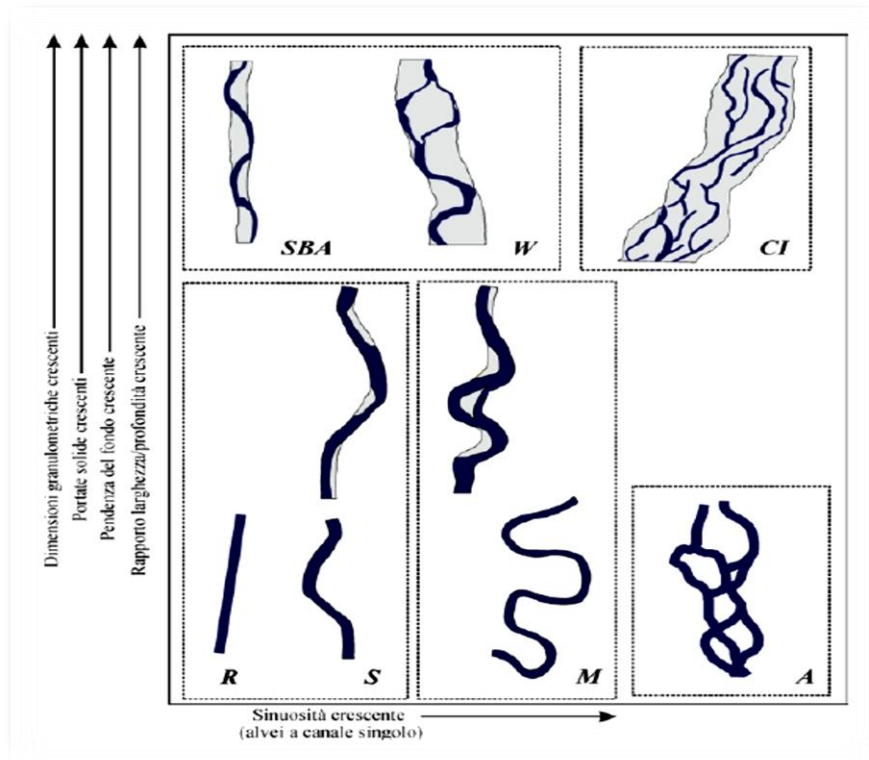 Dimensioni granulometriche crescenti
Portate solide crescenti
Pendenza del fondo crescente
Rapporto larghezza/profondità crescente
SBA
W
CI
R
S
M
A
Sinuosità crescente
(alvei a canale singolo)